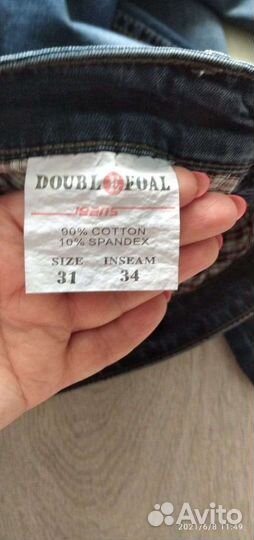 DOUBL FOAL
Jeans
90% COTTON
10% SPANDEX
SIZE INSEAM
31 34
2021/6/8 11:49
Avito